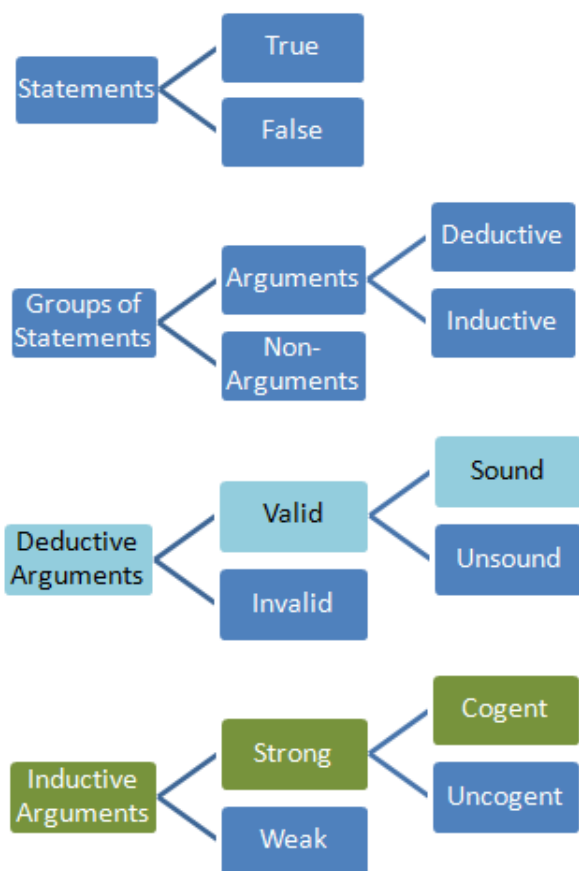 Statements
True
False
Groups of
Statements
Arguments
Non-
Arguments
Deductive
Inductive
Deductive
Arguments
Valid
Invalid
Sound
Unsound
Inductive
Arguments
Strong
Weak
Cogent
Uncogent